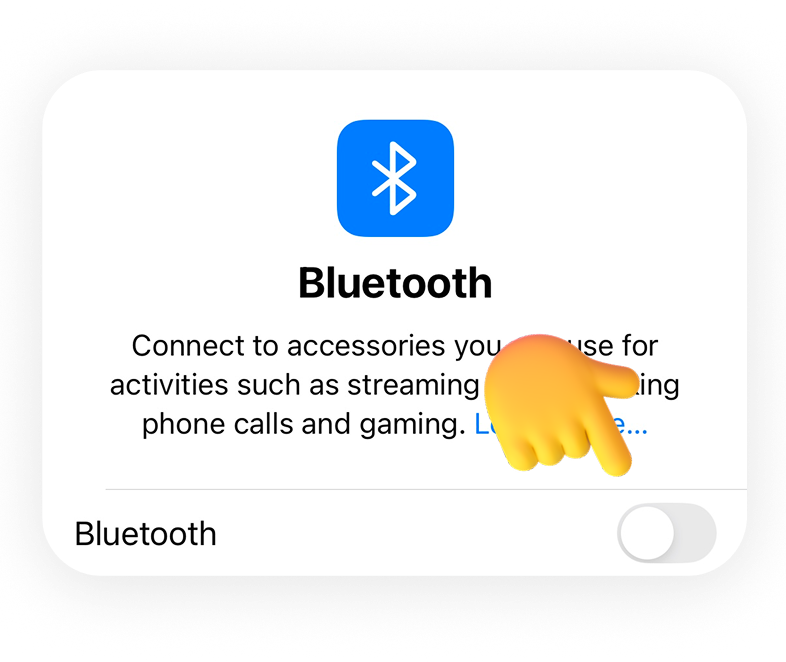 Bluetooth
Connect to accessories you use for
activities such as streaming
phone calls and gaming.
Bluetooth